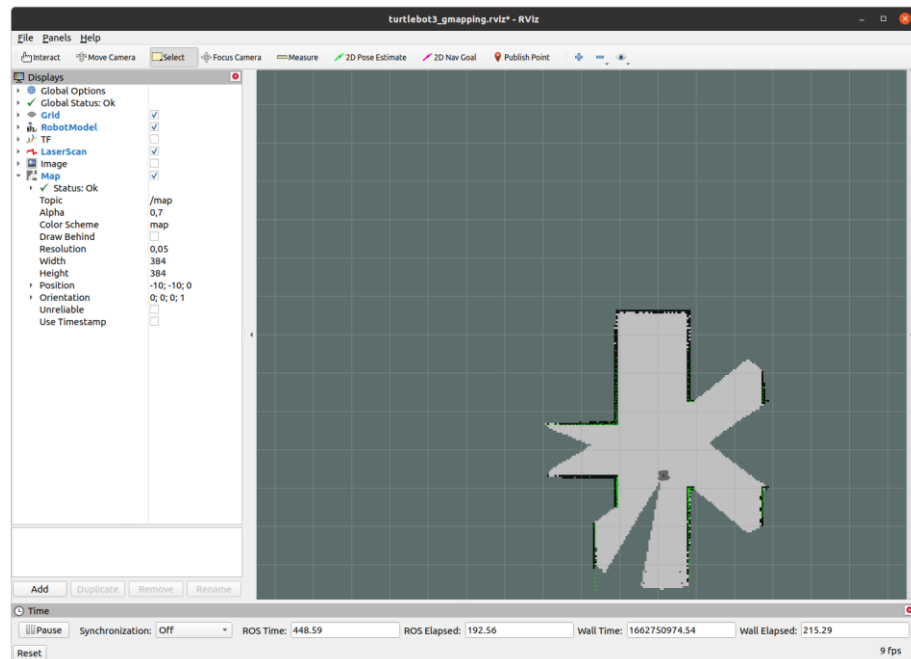 turtlebot3_gmapping.rviz* - RViz
File Panels Help
Interact Move Camera Select Focus Camera Measure 2D Pose Estimate 2D Nav Goal Publish Point
Displays
Global Options
Global Status: Ok
Grid
RobotModel
TF
LaserScan
Image
Map
Status: Ok
Topic /map
Alpha 0,7
Color Scheme map
Draw Behind
Resolution 0,05
Width 384
Height 384
Position -10; -10; 0
Orientation 0; 0; 0; 1
Unreliable
Use Timestamp
Add Duplicate Remove Rename
Time
Pause Synchronization: Off ROS Time: 448.59 ROS Elapsed: 192.56 Wall Time: 1662750974.54 Wall Elapsed: 215.29
Reset 9 fps